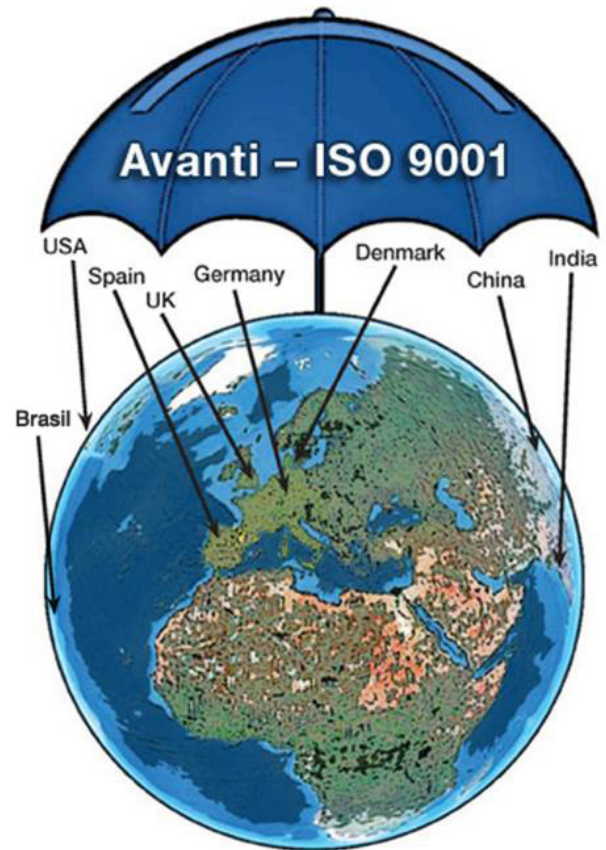 Avanti – ISO 9001
USA
Spain
UK
Germany
Denmark
China
India
Brasil